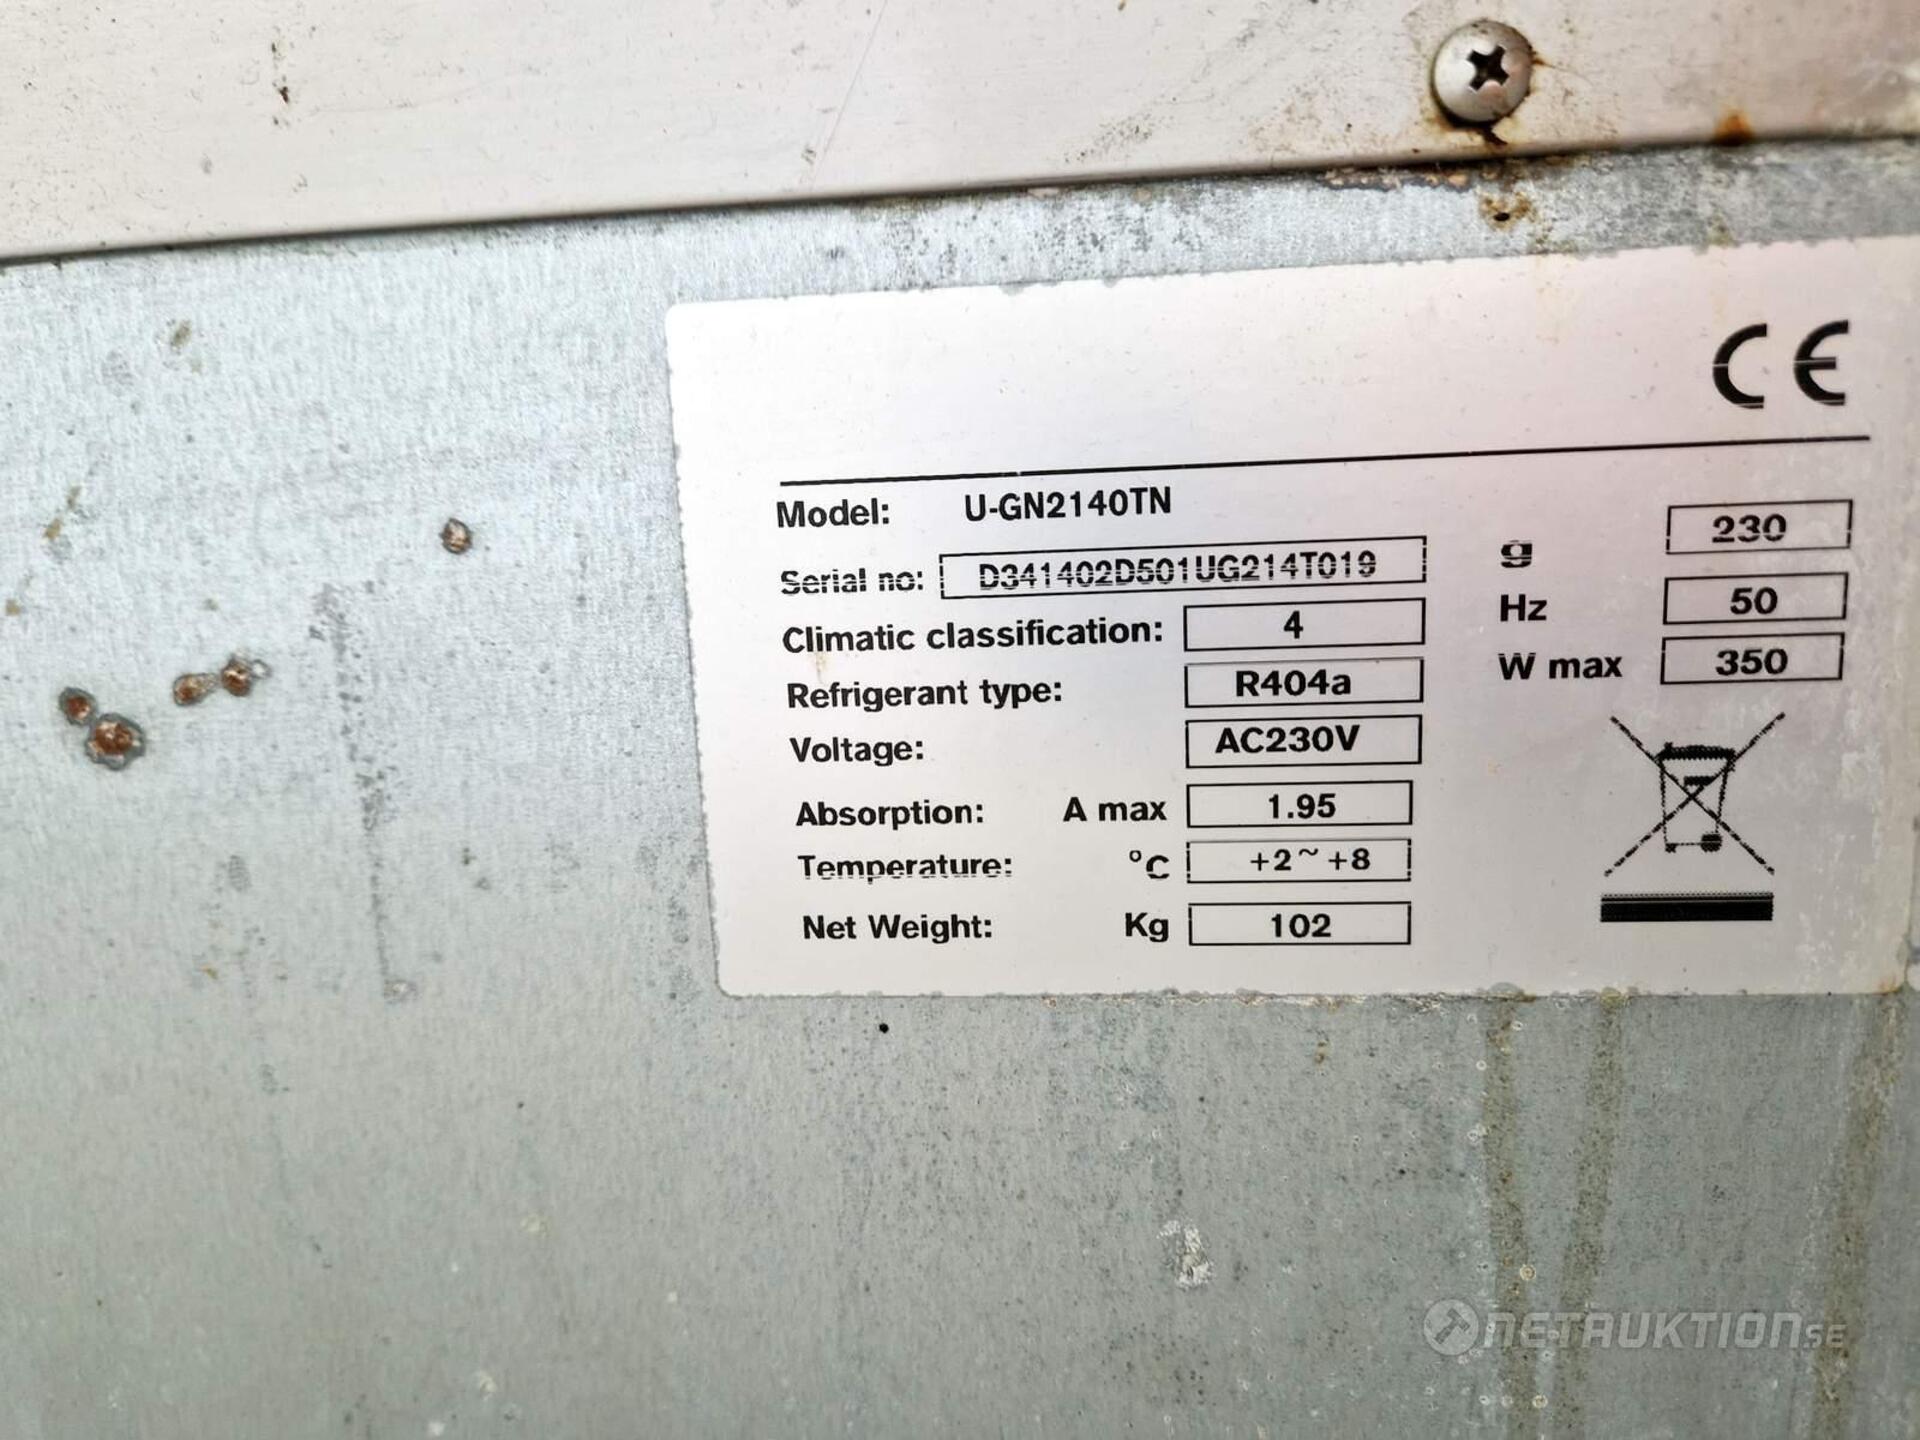 CE
Model: U-GN2140TN
Serial no: D341402D501UG214T019
g 230
Climatic classification: 4
Hz 50
Refrigerant type: R404a
W max 350
Voltage: AC230V
Absorption: A max 1.95
Temperature: °C +2~+8
Net Weight: Kg 102
NETAUKTION.SE